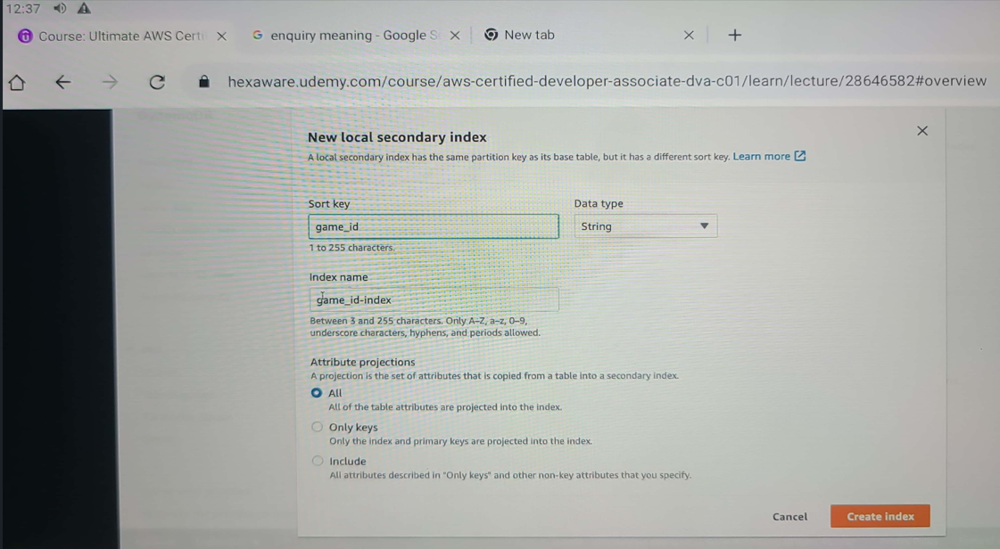 12:37
Course: Ultimate AWS Certi
enquiry meaning - Google S
New tab
hexaware.udemy.com/course/aws-certified-developer-associate-dva-c01/learn/lecture/28646582#overview
New local secondary index
A local secondary index has the same partition key as its base table, but it has a different sort key. Learn more
Sort key
Data type
game_id
String
1 to 255 characters.
Index name
game_id-index
Between 3 and 255 characters. Only A–Z, a–z, 0–9,
underscore characters, hyphens, and periods allowed.
Attribute projections
A projection is the set of attributes that is copied from a table into a secondary index.
All
All of the table attributes are projected into the index.
Only keys
Only the index and primary keys are projected into the index.
Include
All attributes described in "Only keys" and other non-key attributes that you specify.
Cancel
Create index